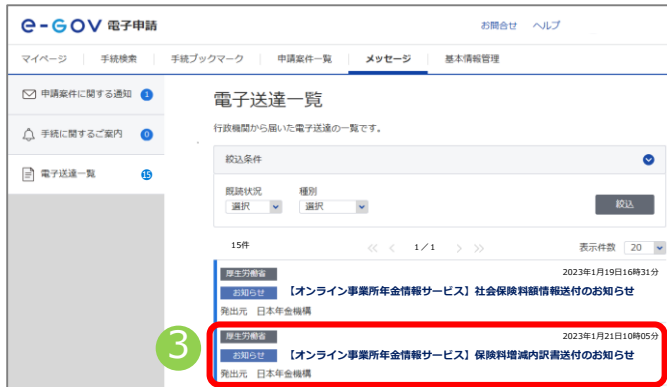 e-GOV 電子申請
お問合せ ヘルプ
マイページ 手続検索 手続ブックマーク 申請案件一覧 メッセージ 基本情報管理
申請案件に関する通知 1
手続に関するご案内 0
電子送達一覧 15
電子送達一覧
行政機関から届いた電子送達の一覧です。
絞込条件
既読状況 種別
選択 選択 絞込
15件 << < 1/1 > >> 表示件数 20
厚生労働省 2023年1月19日16時31分
お知らせ 【オンライン事業所年金情報サービス】社会保険料額情報送付のお知らせ
発出元 日本年金機構
3
厚生労働省 2023年1月21日10時05分
お知らせ 【オンライン事業所年金情報サービス】保険料増減内訳書送付のお知らせ
発出元 日本年金機構